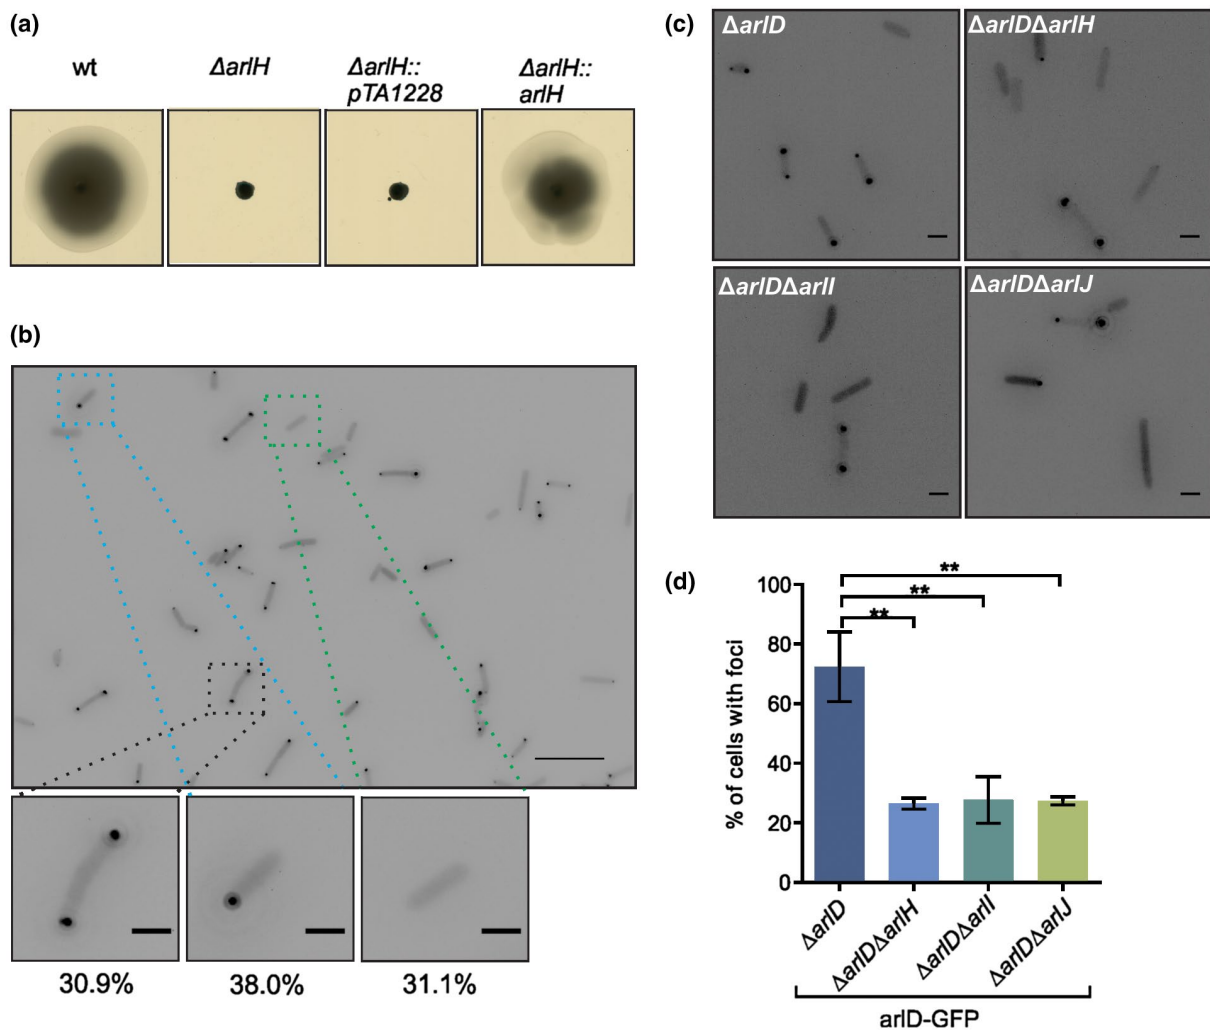 (a)
wt
ΔarlH
ΔarlH::
pTA1228
ΔarlH::
arlH
(b)
30.9%
38.0%
31.1%
(c)
ΔarlD
ΔarlDΔarlH
ΔarlDΔarlI
ΔarlDΔarlJ
(d)
% of cells with foci
100
80
60
40
20
0
**
**
**
ΔarlD
ΔarlDΔarlH
ΔarlDΔarlI
ΔarlDΔarlJ
arlD-GFP